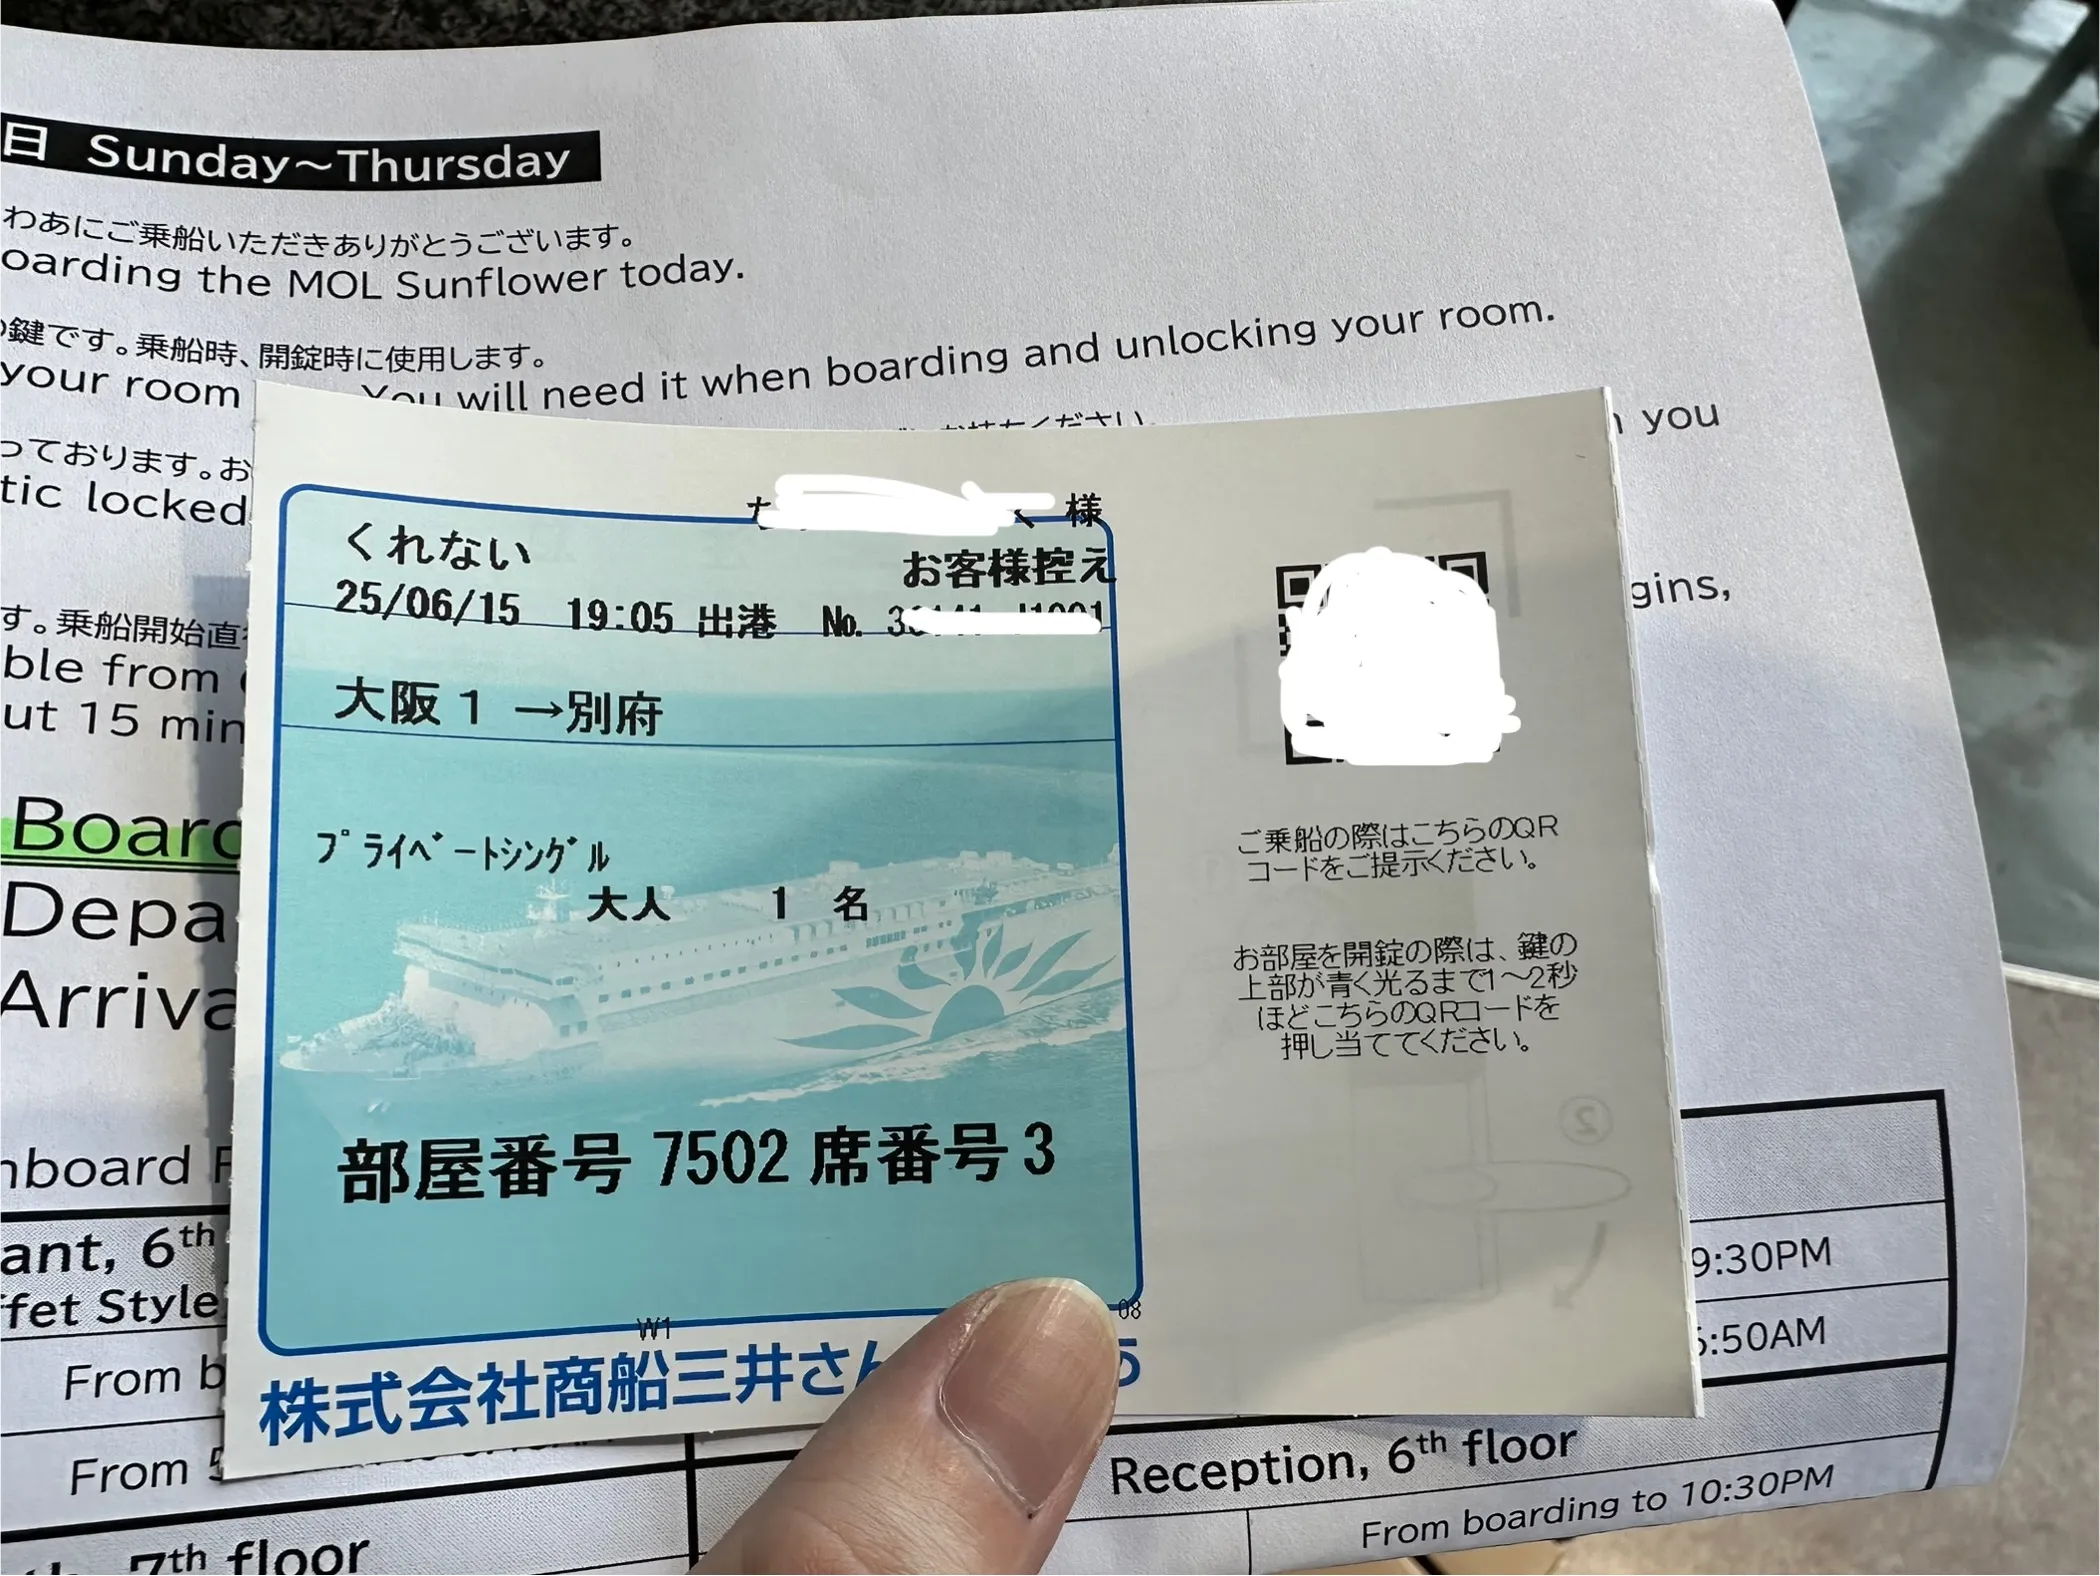 日 Sunday～Thursday
わあにご乗船いただきありがとうございます。
oarding the MOL Sunflower today.
の鍵です。乗船時、開錠時に使用します。
your room You will need it when boarding and unlocking your room.
お持ちください。
っております。お
you
tic locked
gins,
す。乗船開始直
ble from
ut 15 min
Board
Depa
Arriva
nboard
ant, 6th
ffet Style
From b
From 5
7th floor
9:30PM
5:50AM
Reception, 6th floor
From boarding to 10:30PM
様
くれない
お客様控え
25/06/15 19:05 出港 No.
大阪1 →別府
プライベートシングル
大人 1 名
部屋番号 7502 席番号 3
W1
08
株式会社商船三井さん
ご乗船の際はこちらのQR
コードをご提示ください。
お部屋を開錠の際は、鍵の
上部が青く光るまで1～2秒
ほどこちらのQRコードを
押し当ててください。
②